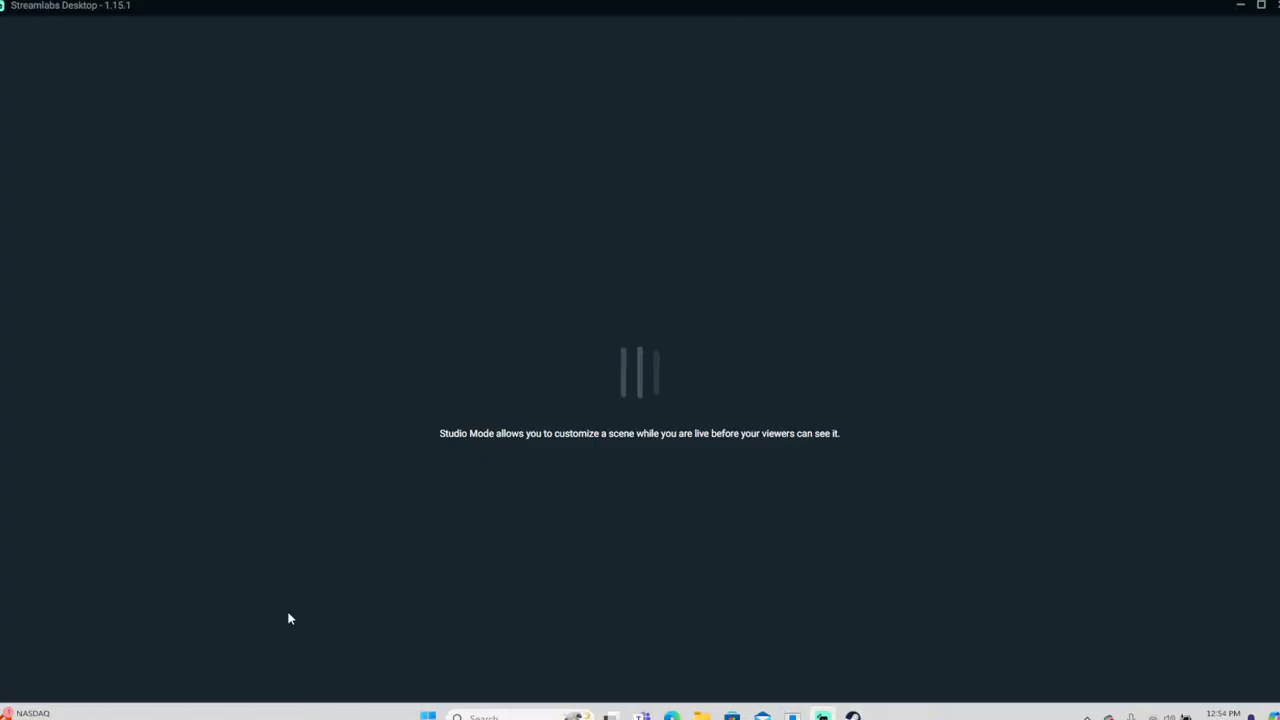 Streamlabs Desktop - 1.15.1
Studio Mode allows you to customize a scene while you are live before your viewers can see it.
NASDAQ
Search
12:54 PM